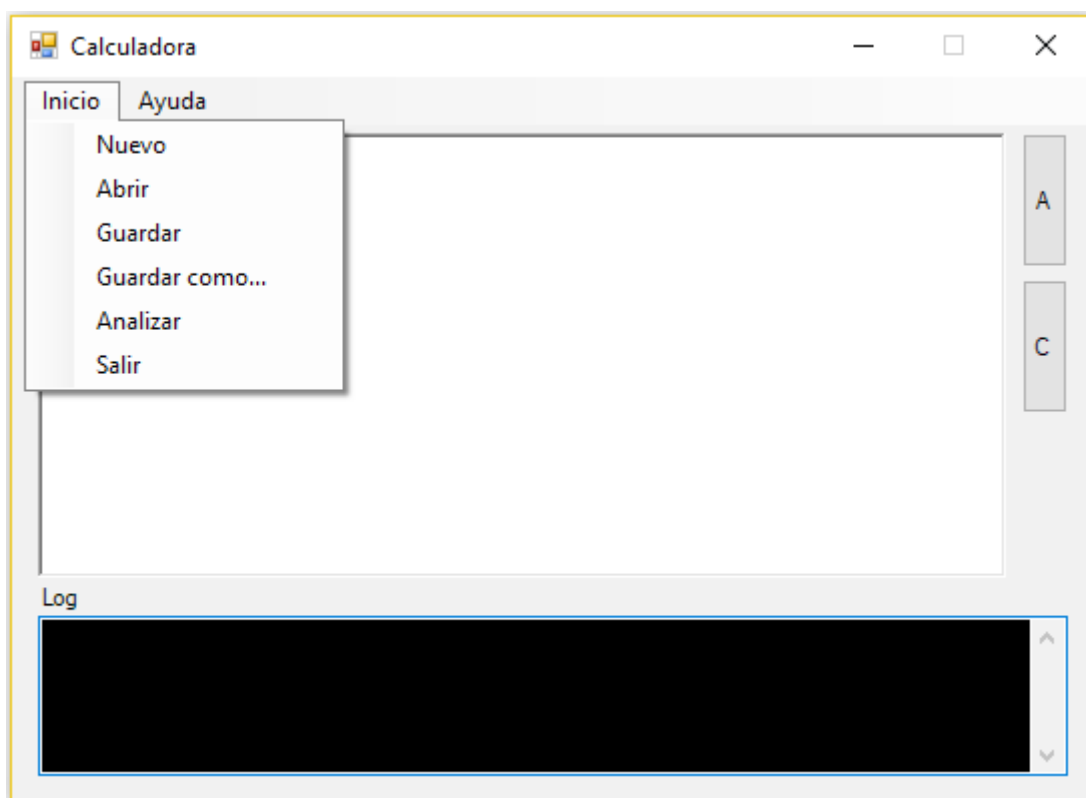 Calculadora
Inicio Ayuda
Nuevo
Abrir
Guardar
Guardar como...
Analizar
Salir
A
C
Log